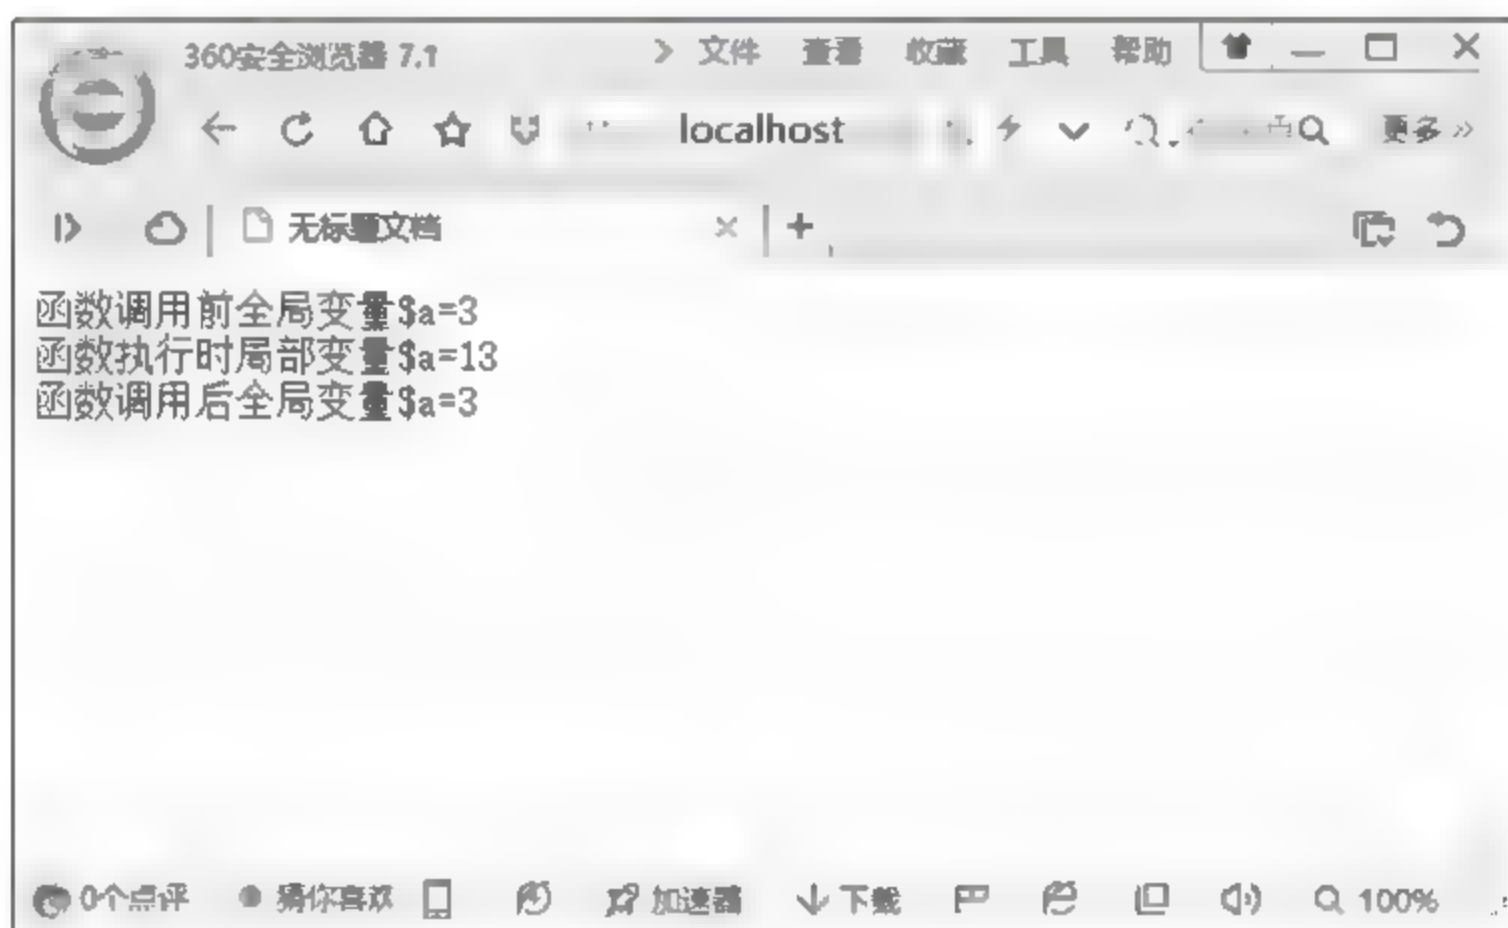 360安全浏览器 7.1
文件 查看 收藏 工具 帮助
localhost
更多
无标题文档
函数调用前全局变量$a=3
函数执行时局部变量$a=13
函数调用后全局变量$a=3
0个点评 猜你喜欢 加速器 下载 100%